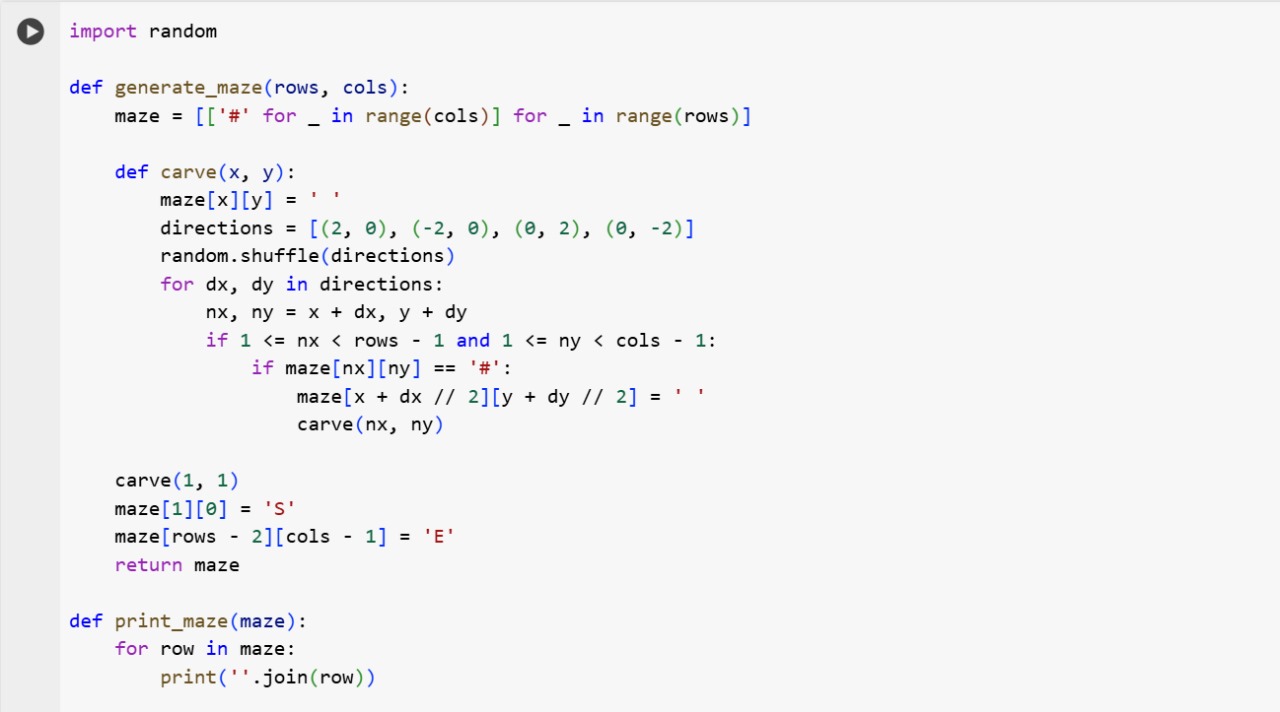 import random
def generate_maze(rows, cols):
    maze = [['#' for _ in range(cols)] for _ in range(rows)]
    def carve(x, y):
        maze[x][y] = ' '
        directions = [(2, 0), (-2, 0), (0, 2), (0, -2)]
        random.shuffle(directions)
        for dx, dy in directions:
            nx, ny = x + dx, y + dy
            if 1 <= nx < rows - 1 and 1 <= ny < cols - 1:
                if maze[nx][ny] == '#':
                    maze[x + dx // 2][y + dy // 2] = ' '
                    carve(nx, ny)
    carve(1, 1)
    maze[1][0] = 'S'
    maze[rows - 2][cols - 1] = 'E'
    return maze
def print_maze(maze):
    for row in maze:
        print(''.join(row))